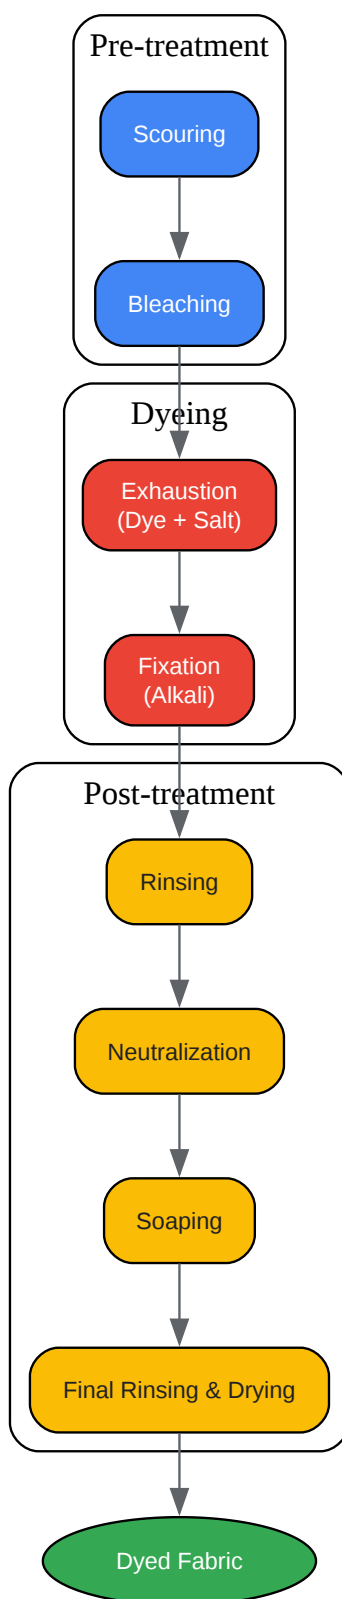 Pre-treatment
Scouring
Bleaching
Dyeing
Exhaustion
(Dye + Salt)
Fixation
(Alkali)
Post-treatment
Rinsing
Neutralization
Soaping
Final Rinsing & Drying
Dyed Fabric